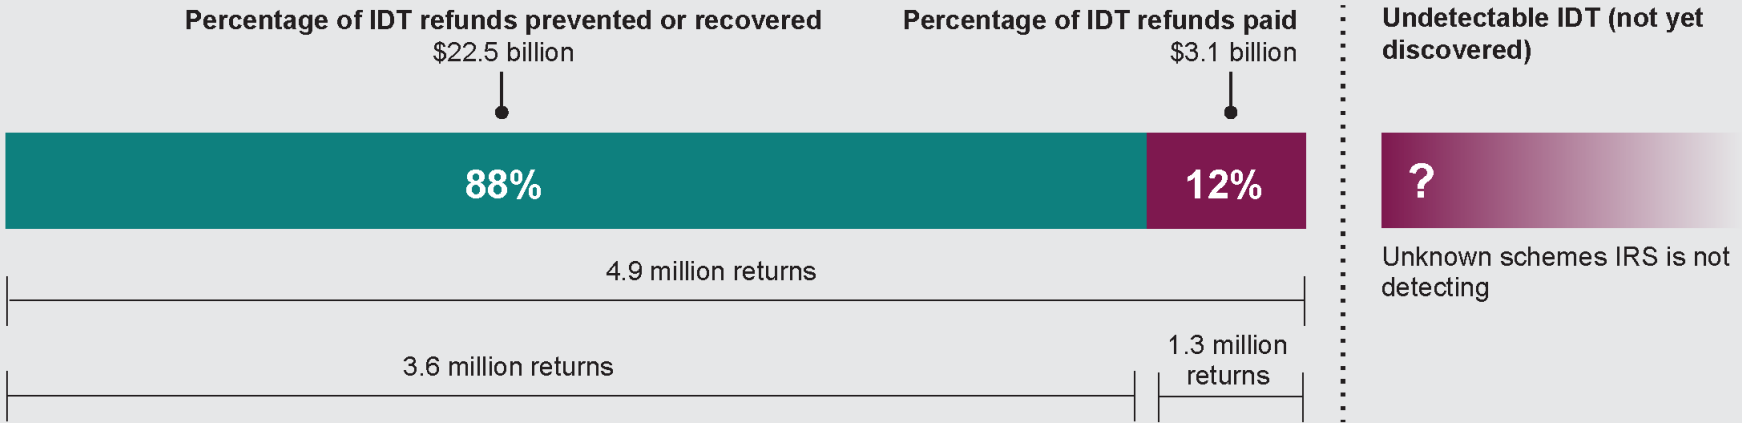 Percentage of IDT refunds prevented or recovered
$22.5 billion
Percentage of IDT refunds paid
$3.1 billion
Undetectable IDT (not yet
discovered)
88%
12%
?
Unknown schemes IRS is not
detecting
4.9 million returns
3.6 million returns
1.3 million
returns